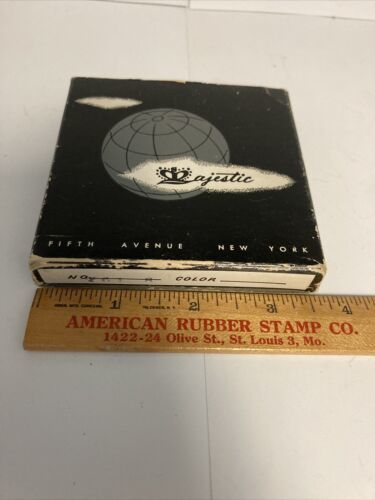 Majestic
FIFTH AVENUE NEW YORK
NO. COLOR
1 2 3 4
AMERICAN RUBBER STAMP CO.
1422-24 Olive St., St. Louis 3, Mo.